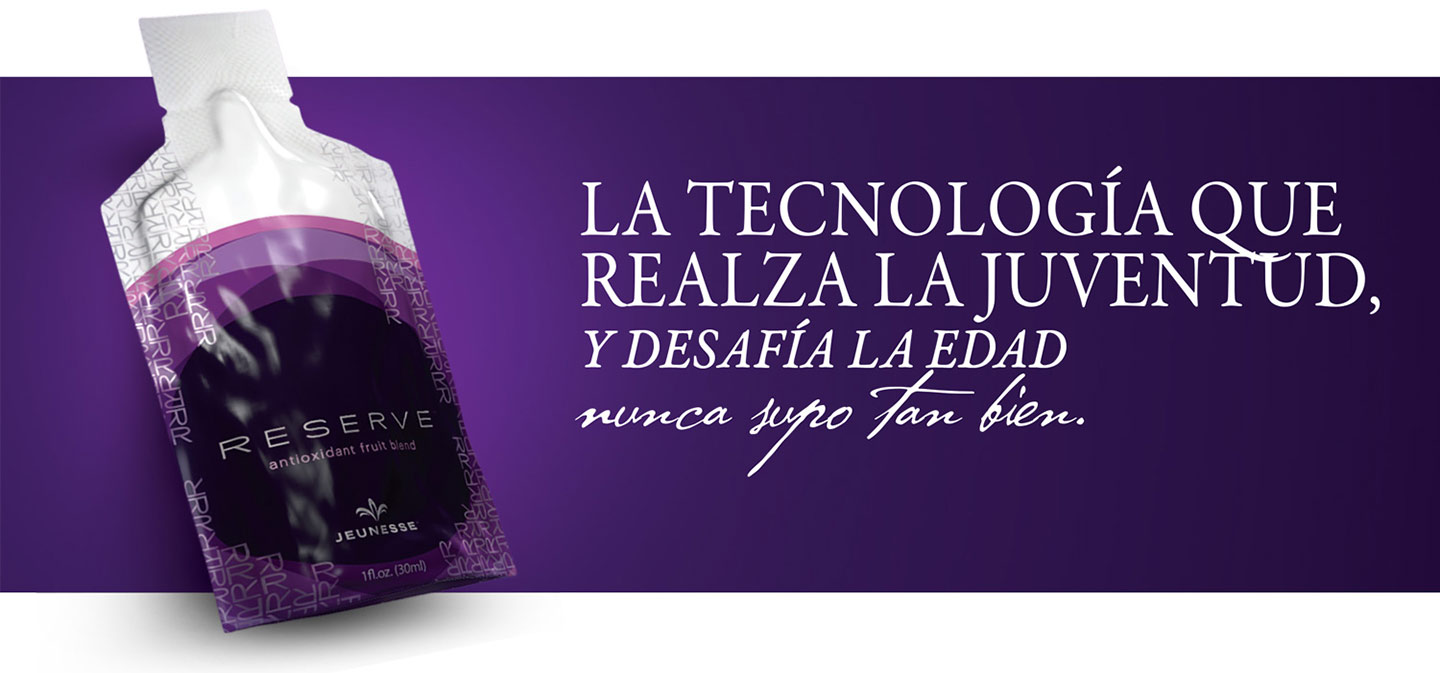 RESERVE
antioxidant fruit blend
JEUNESSE
1fl.oz. (30ml)
LA TECNOLOGÍA QUE
REALZA LA JUVENTUD,
Y DESAFÍA LA EDAD
nunca supo tan bien.